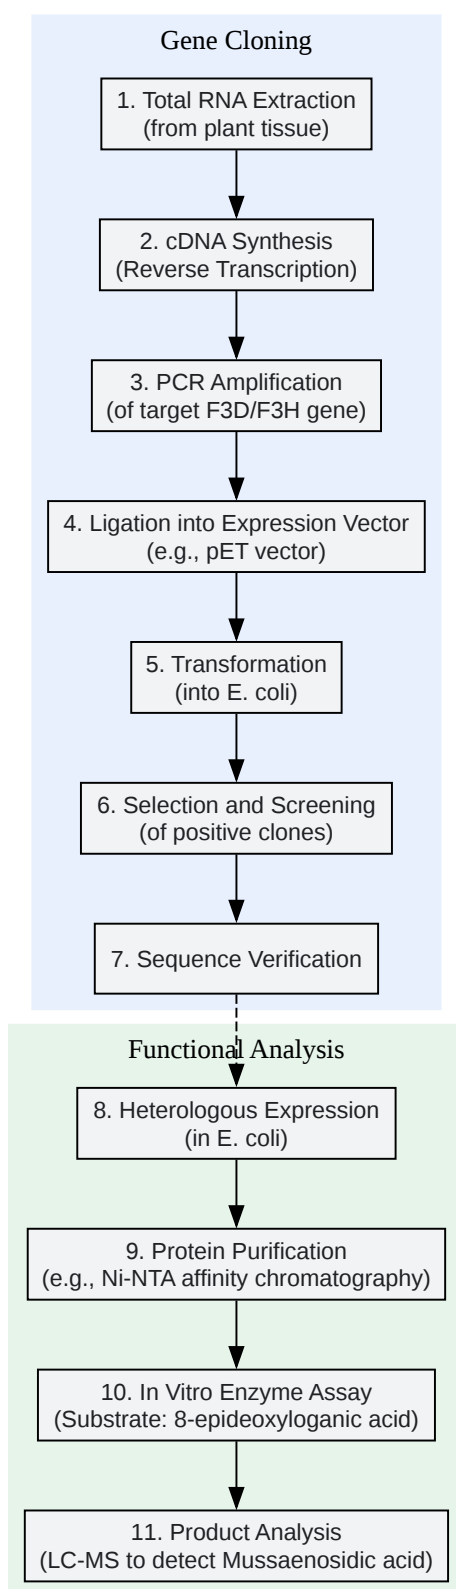 Gene Cloning
1. Total RNA Extraction
(from plant tissue)
2. cDNA Synthesis
(Reverse Transcription)
3. PCR Amplification
(of target F3D/F3H gene)
4. Ligation into Expression Vector
(e.g., pET vector)
5. Transformation
(into E. coli)
6. Selection and Screening
(of positive clones)
7. Sequence Verification
Functional Analysis
8. Heterologous Expression
(in E. coli)
9. Protein Purification
(e.g., Ni-NTA affinity chromatography)
10. In Vitro Enzyme Assay
(Substrate: 8-epideoxyloganic acid)
11. Product Analysis
(LC-MS to detect Mussaenosidic acid)